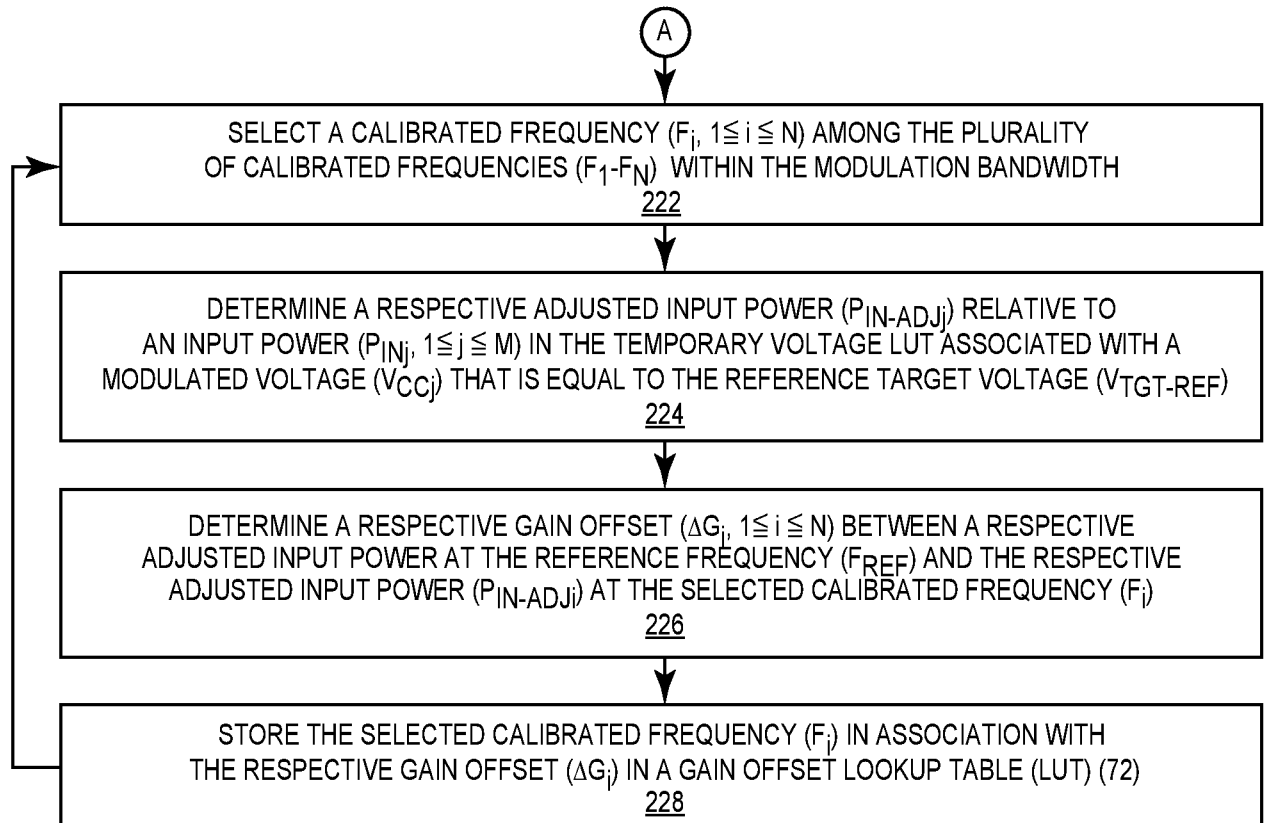 A
SELECT A CALIBRATED FREQUENCY (Fi, 1≦ i ≦ N) AMONG THE PLURALITY
OF CALIBRATED FREQUENCIES (F1-FN) WITHIN THE MODULATION BANDWIDTH
222
DETERMINE A RESPECTIVE ADJUSTED INPUT POWER (PIN-ADJj) RELATIVE TO
AN INPUT POWER (PINj, 1≦ j ≦ M) IN THE TEMPORARY VOLTAGE LUT ASSOCIATED WITH A
MODULATED VOLTAGE (VCCj) THAT IS EQUAL TO THE REFERENCE TARGET VOLTAGE (VTGT-REF)
224
DETERMINE A RESPECTIVE GAIN OFFSET (ΔGi, 1≦ i ≦ N) BETWEEN A RESPECTIVE
ADJUSTED INPUT POWER AT THE REFERENCE FREQUENCY (FREF) AND THE RESPECTIVE
ADJUSTED INPUT POWER (PIN-ADJi) AT THE SELECTED CALIBRATED FREQUENCY (Fi)
226
STORE THE SELECTED CALIBRATED FREQUENCY (Fi) IN ASSOCIATION WITH
THE RESPECTIVE GAIN OFFSET (ΔGi) IN A GAIN OFFSET LOOKUP TABLE (LUT) (72)
228